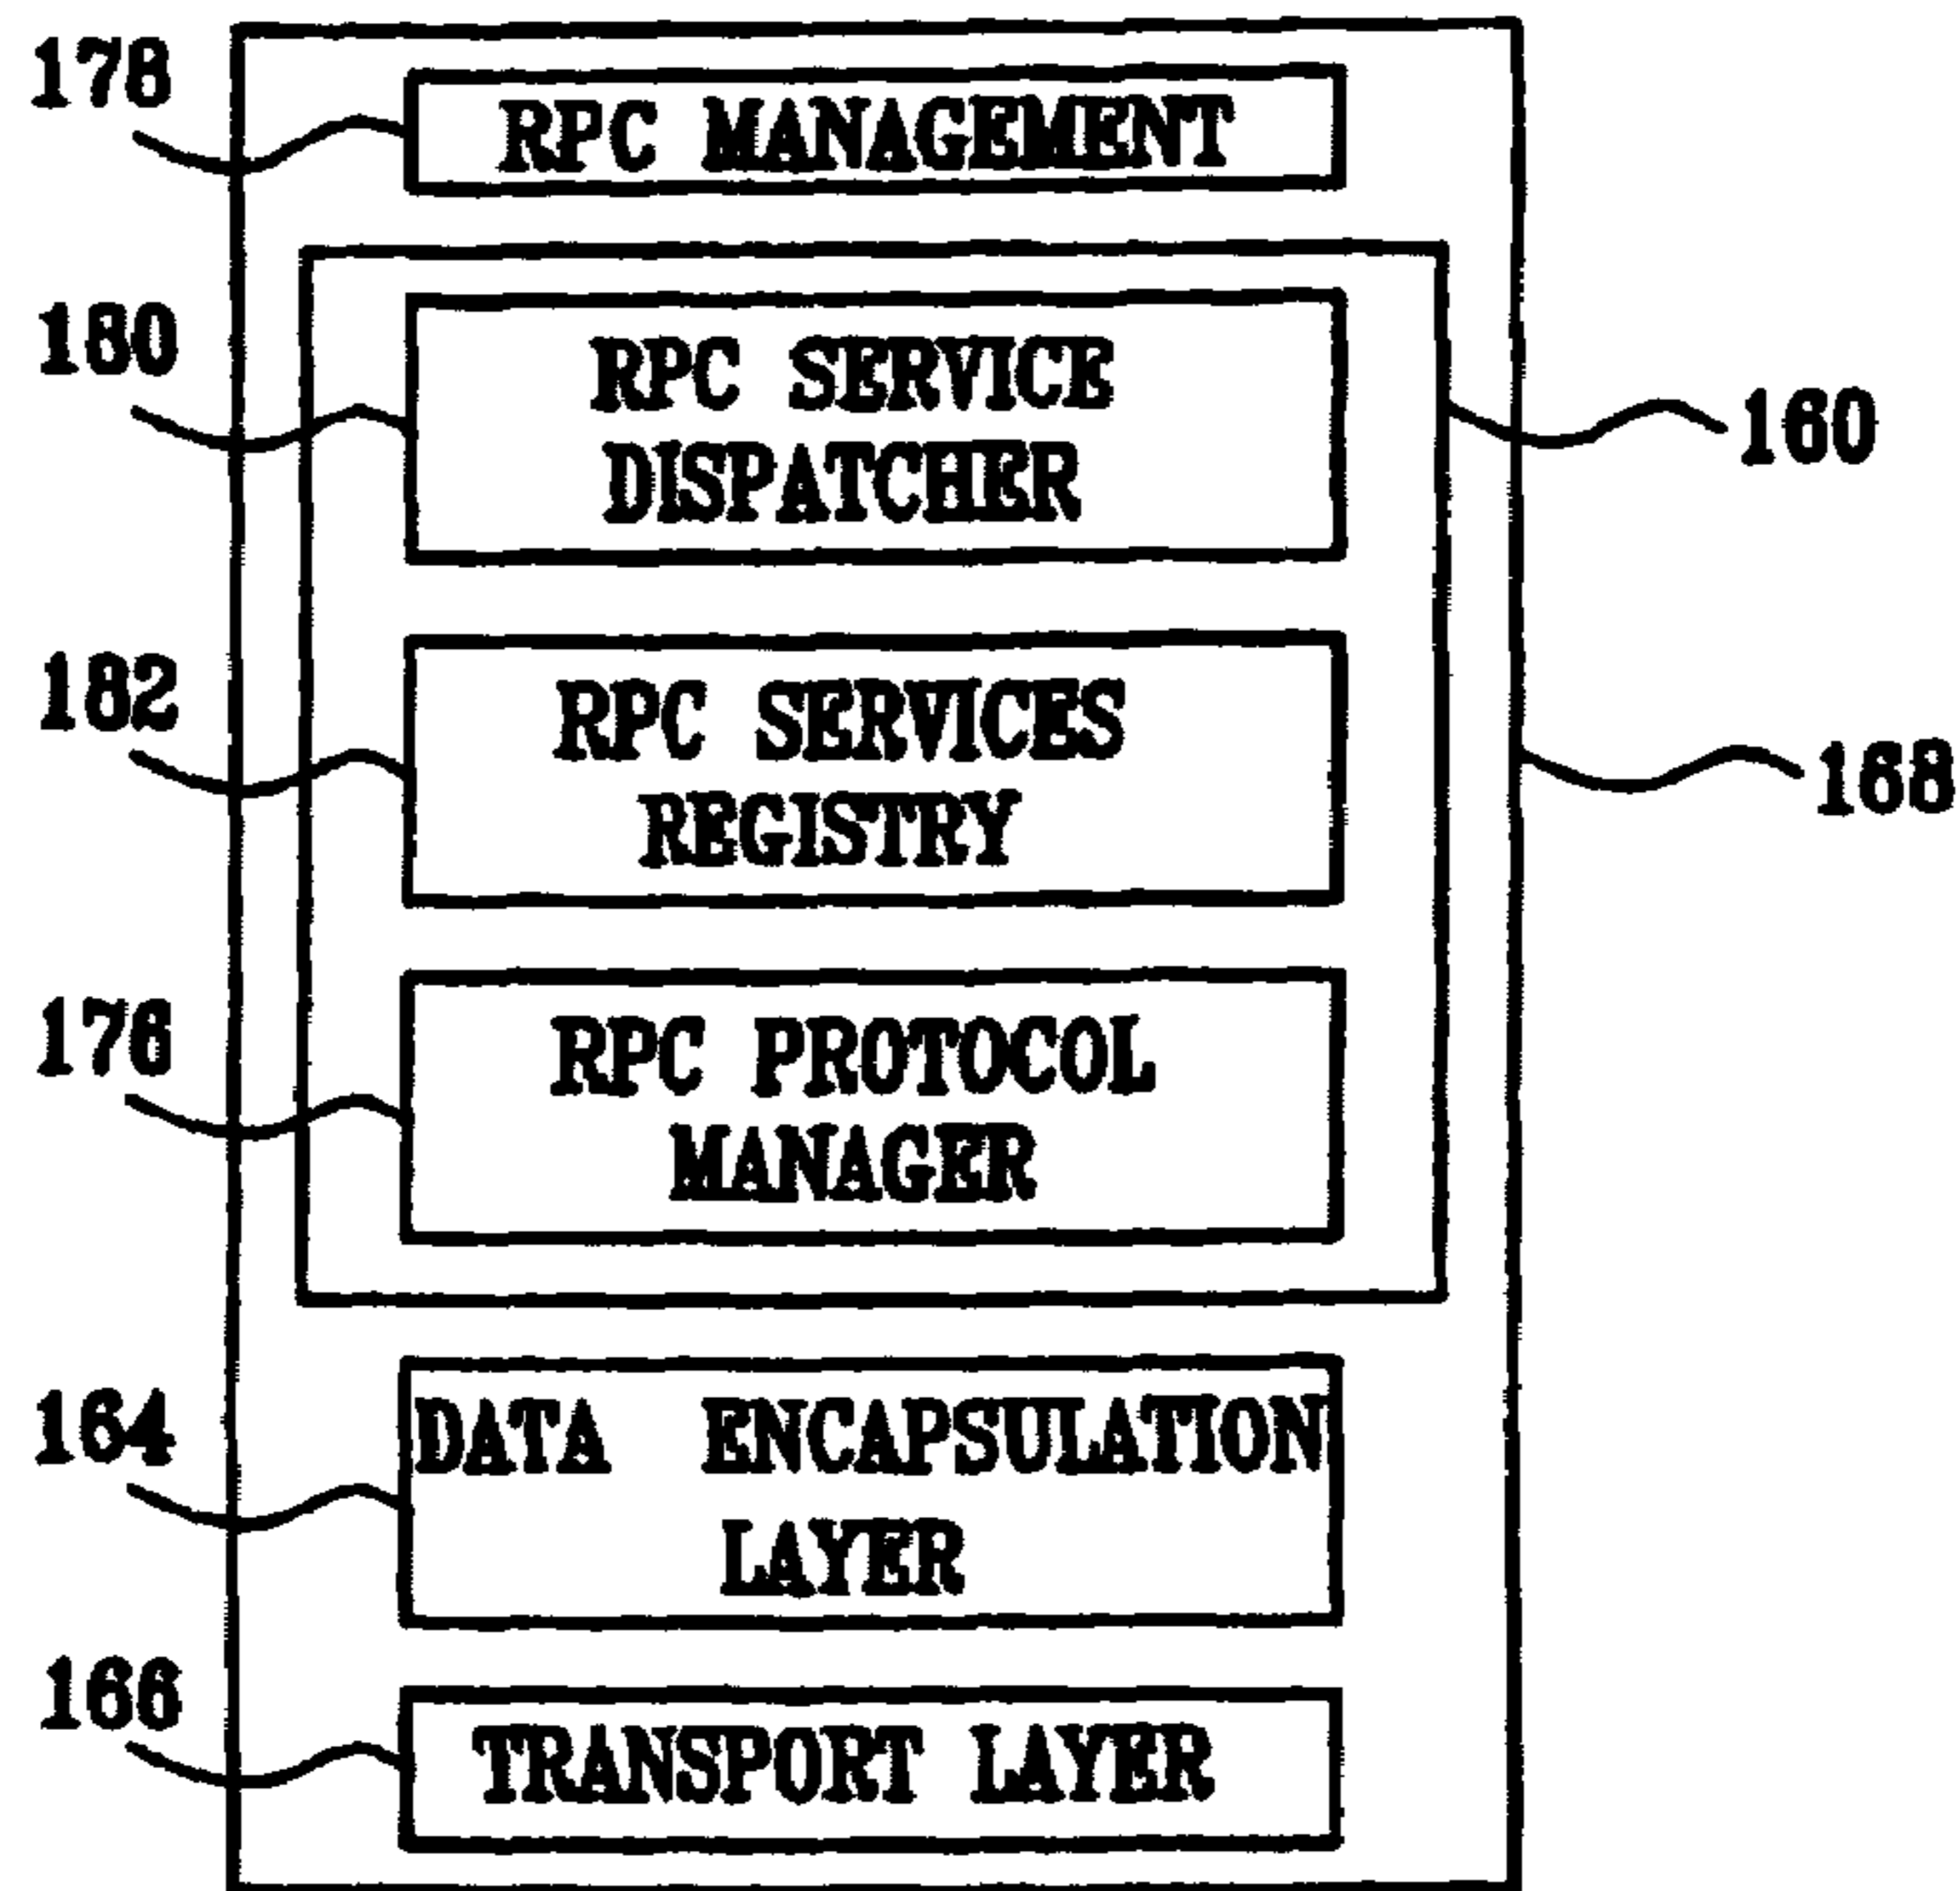 178
RPC MANAGEMENT
180
RPC SERVICE
DISPATCHER
160
182
RPC SERVICES
REGISTRY
168
176
RPC PROTOCOL
MANAGER
164
DATA ENCAPSULATION
LAYER
166
TRANSPORT LAYER